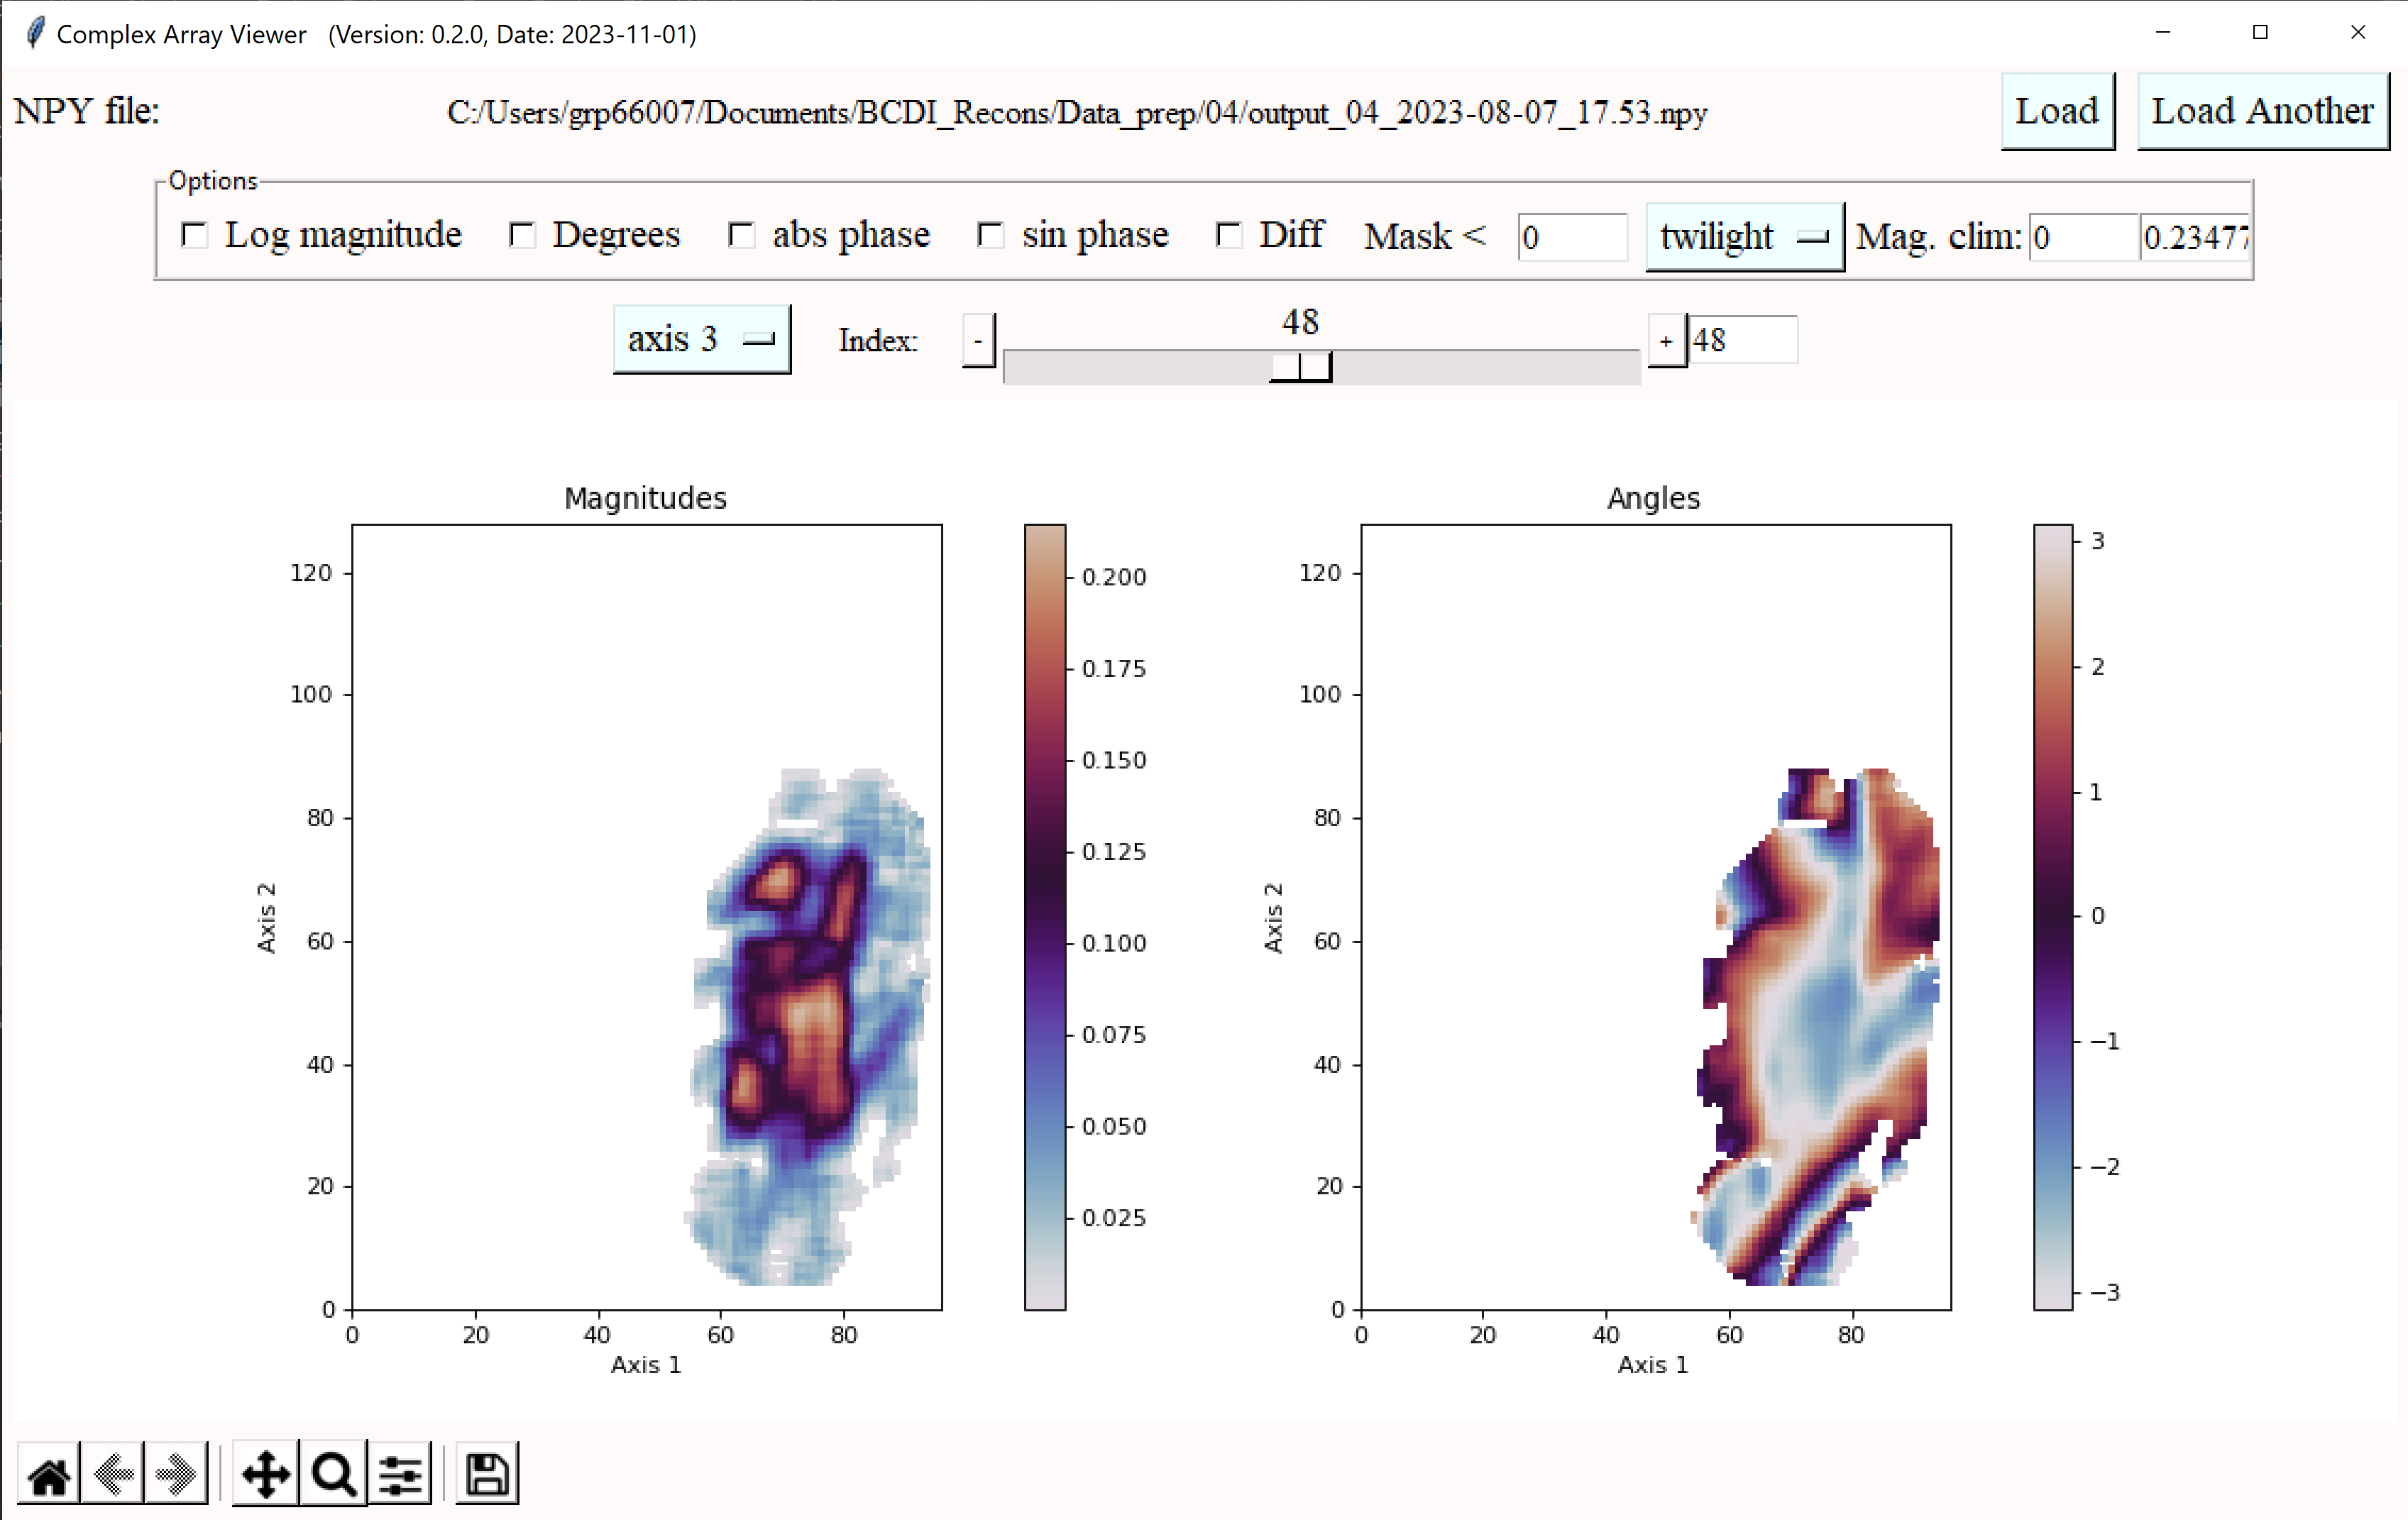 Complex Array Viewer (Version: 0.2.0, Date: 2023-11-01)
NPY file: C:/Users/grp66007/Documents/BCDI_Recons/Data_prep/04/output_04_2023-08-07_17.53.npy Load Load Another
Options
Log magnitude Degrees abs phase sin phase Diff Mask < 0 twilight Mag. clim: 0 0.23477
axis 3 Index: - 48 + 48
Magnitudes
120
100
80
60
40
20
0
Axis 2
0 20 40 60 80
Axis 1
0.200
0.175
0.150
0.125
0.100
0.075
0.050
0.025
Angles
120
100
80
60
40
20
0
Axis 2
0 20 40 60 80
Axis 1
3
2
1
0
−1
−2
−3